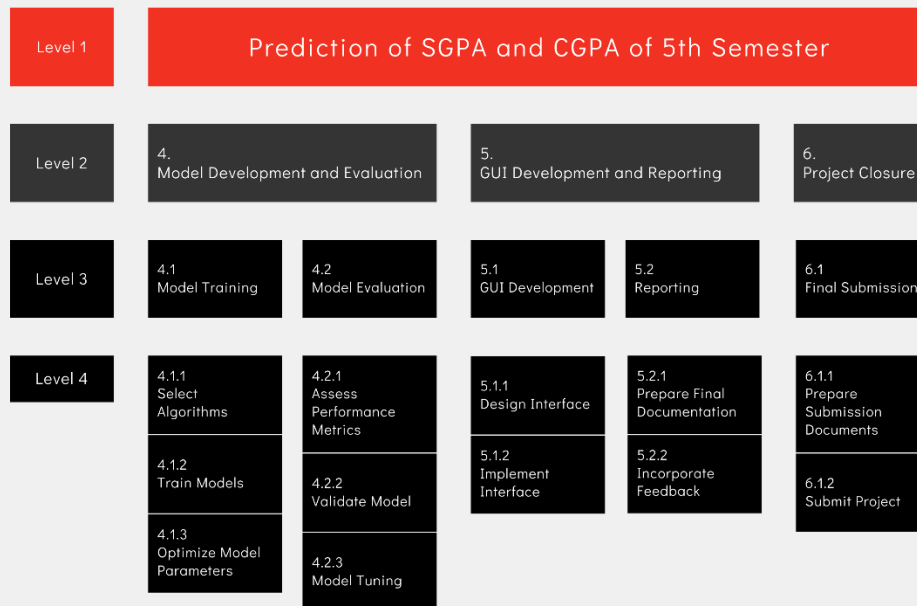 Level 1
Prediction of SGPA and CGPA of 5th Semester
Level 2
4.
Model Development and Evaluation
5.
GUI Development and Reporting
6.
Project Closure
Level 3
4.1
Model Training
4.2
Model Evaluation
5.1
GUI Development
5.2
Reporting
6.1
Final Submission
Level 4
4.1.1
Select
Algorithms
4.1.2
Train Models
4.1.3
Optimize Model
Parameters
4.2.1
Assess
Performance
Metrics
4.2.2
Validate Model
4.2.3
Model Tuning
5.1.1
Design Interface
5.1.2
Implement
Interface
5.2.1
Prepare Final
Documentation
5.2.2
Incorporate
Feedback
6.1.1
Prepare
Submission
Documents
6.1.2
Submit Project